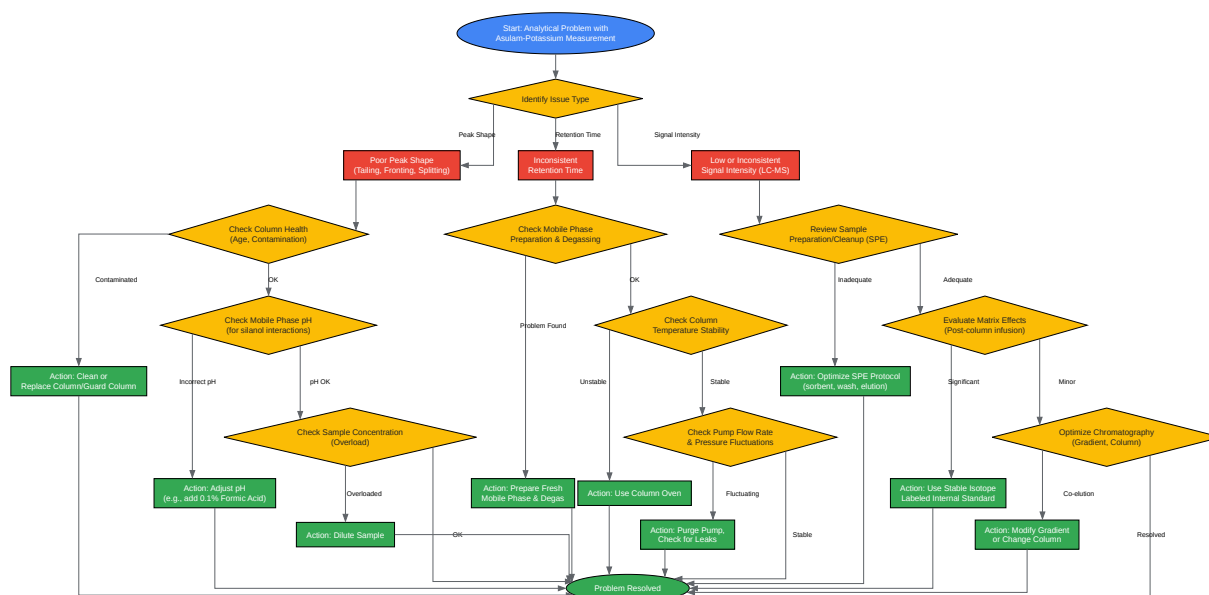 Start: Analytical Problem with
Asulam-Potassium Measurement
Identify Issue Type
Peak Shape
Retention Time
Signal Intensity
Poor Peak Shape
(Tailing, Fronting, Splitting)
Inconsistent
Retention Time
Low or Inconsistent
Signal Intensity (LC-MS)
Check Column Health
(Age, Contamination)
Check Mobile Phase
Preparation & Degassing
Review Sample
Preparation/Cleanup (SPE)
Contaminated
OK
OK
Inadequate
Adequate
Check Mobile Phase pH
(for silanol interactions)
Problem Found
Check Column
Temperature Stability
Evaluate Matrix Effects
(Post-column infusion)
Action: Clean or
Replace Column/Guard Column
Incorrect pH
pH OK
Unstable
Stable
Action: Optimize SPE Protocol
(sorbent, wash, elution)
Significant
Minor
Check Sample Concentration
(Overload)
Check Pump Flow Rate
& Pressure Fluctuations
Optimize Chromatography
(Gradient, Column)
Action: Adjust pH
(e.g., add 0.1% Formic Acid)
Overloaded
Action: Prepare Fresh
Mobile Phase & Degas
Action: Use Column Oven
Fluctuating
Action: Use Stable Isotope
Labeled Internal Standard
Co-elution
Action: Dilute Sample
OK
Action: Purge Pump,
Check for Leaks
Stable
Action: Modify Gradient
or Change Column
Resolved
Problem Resolved